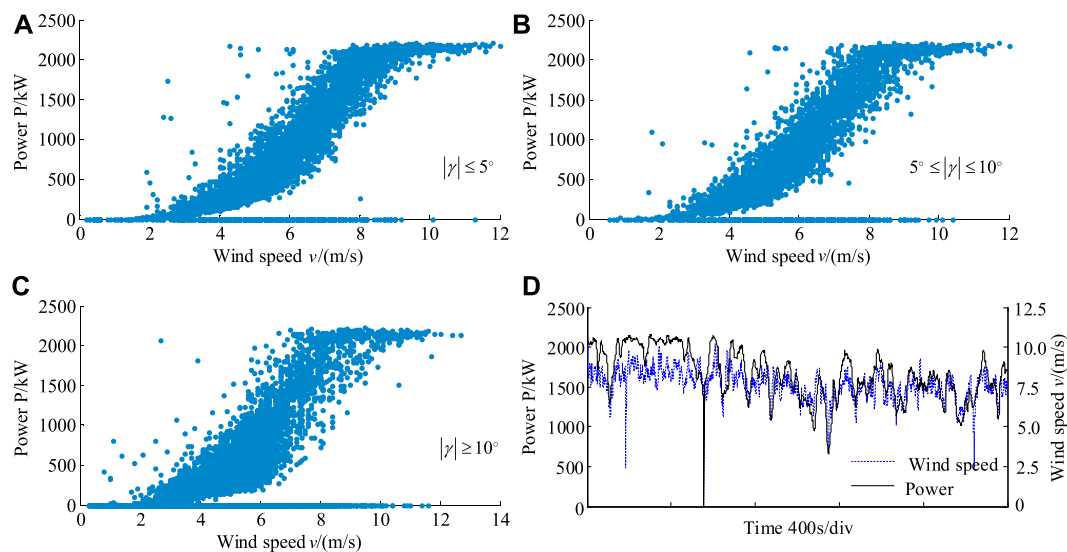 A
2500
2000
1500
1000
500
0
Power P/kW
|γ| ≤ 5°
0 2 4 6 8 10 12
Wind speed v/(m/s)
B
2500
2000
1500
1000
500
0
Power P/kW
5° ≤ |γ| ≤ 10°
0 2 4 6 8 10 12
Wind speed v/(m/s)
C
2500
2000
1500
1000
500
0
Power P/kW
|γ| ≥ 10°
0 2 4 6 8 10 12 14
Wind speed v/(m/s)
D
2500
2000
1500
1000
500
0
Power P/kW
12.5
10.0
7.5
5.0
2.5
0
Wind speed v/(m/s)
Wind speed
Power
Time 400s/div